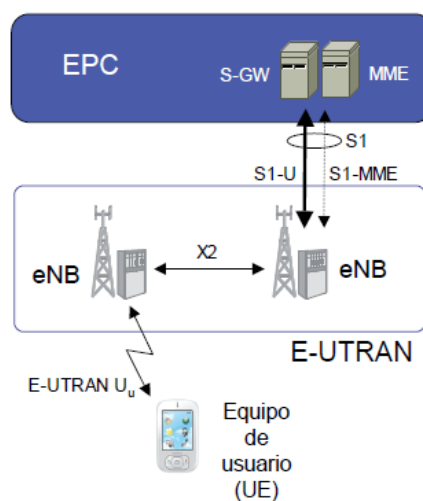 EPC
S-GW
MME
S1
S1-U
S1-MME
eNB
X2
eNB
E-UTRAN
E-UTRAN Uu
Equipo
de
usuario
(UE)